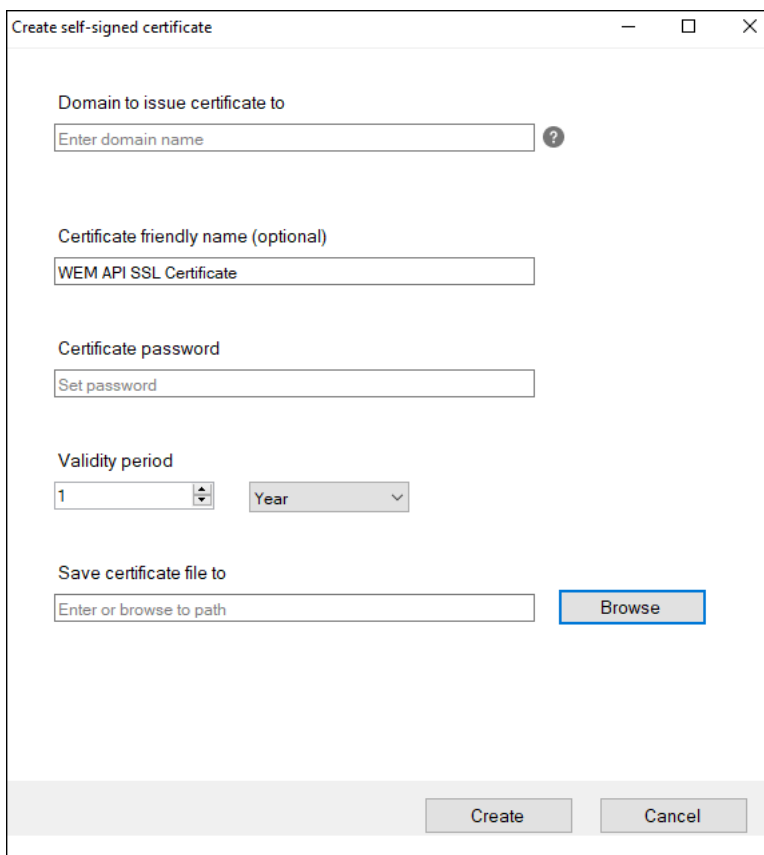 Create self-signed certificate
Domain to issue certificate to
Enter domain name
?
Certificate friendly name (optional)
WEM API SSL Certificate
Certificate password
Set password
Validity period
1 Year
Save certificate file to
Enter or browse to path Browse
Create Cancel